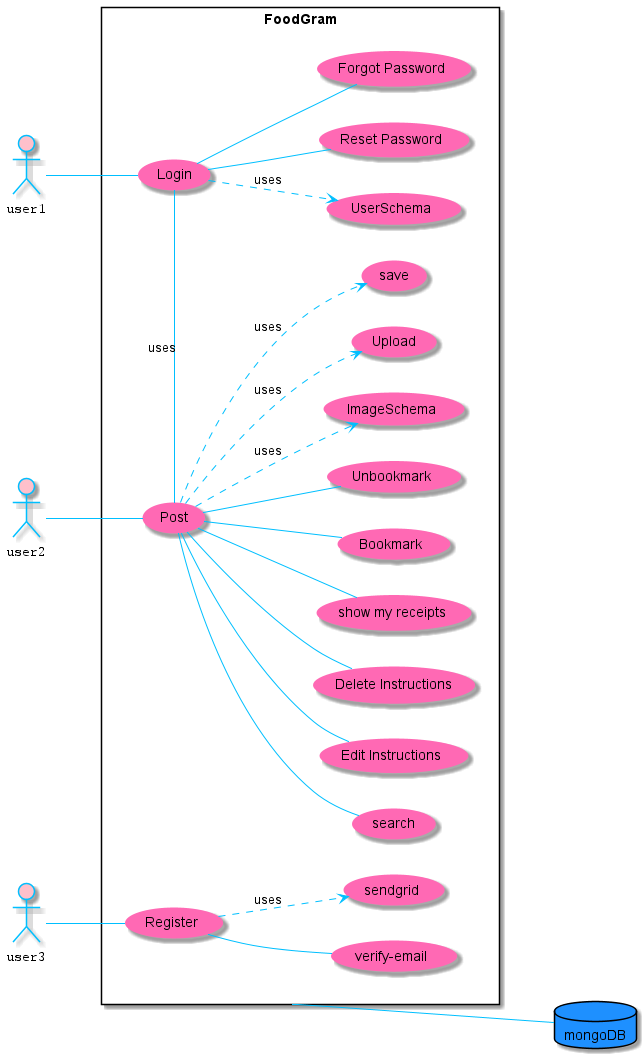 FoodGram
Forgot Password
Reset Password
user1
Login
uses
UserSchema
save
uses
Upload
uses
uses
ImageSchema
uses
Unbookmark
user2
Post
Bookmark
show my receipts
Delete Instructions
Edit Instructions
search
sendgrid
uses
user3
Register
verify-email
mongoDB